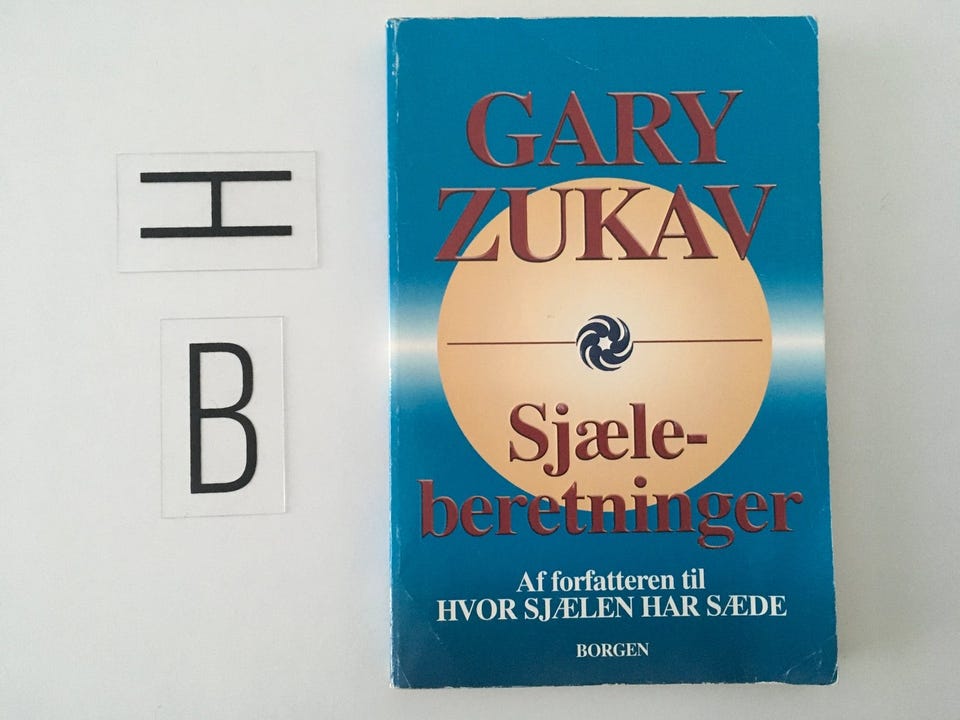 H
B
GARY
ZUKAV
Sjæle-
beretninger
Af forfatteren til
HVOR SJÆLEN HAR SÆDE
BORGEN